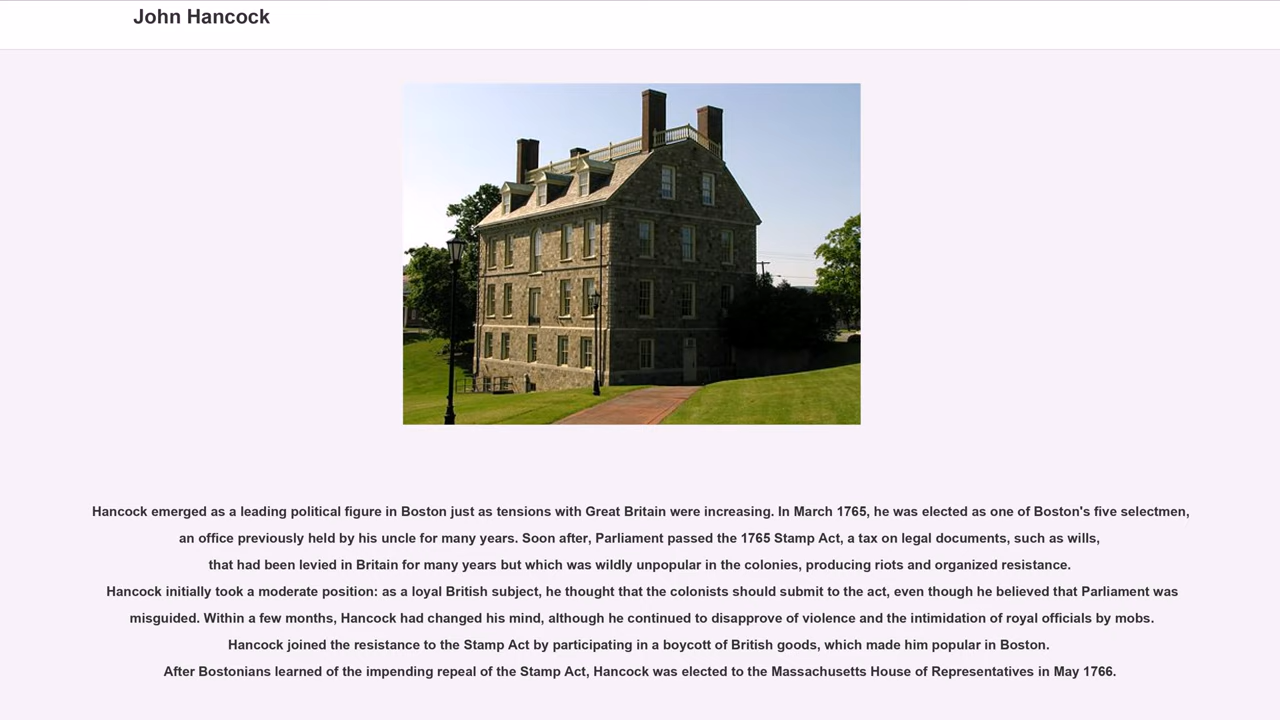 John Hancock
Hancock emerged as a leading political figure in Boston just as tensions with Great Britain were increasing. In March 1765, he was elected as one of Boston's five selectmen,
an office previously held by his uncle for many years. Soon after, Parliament passed the 1765 Stamp Act, a tax on legal documents, such as wills,
that had been levied in Britain for many years but which was wildly unpopular in the colonies, producing riots and organized resistance.
Hancock initially took a moderate position: as a loyal British subject, he thought that the colonists should submit to the act, even though he believed that Parliament was
misguided. Within a few months, Hancock had changed his mind, although he continued to disapprove of violence and the intimidation of royal officials by mobs.
Hancock joined the resistance to the Stamp Act by participating in a boycott of British goods, which made him popular in Boston.
After Bostonians learned of the impending repeal of the Stamp Act, Hancock was elected to the Massachusetts House of Representatives in May 1766.